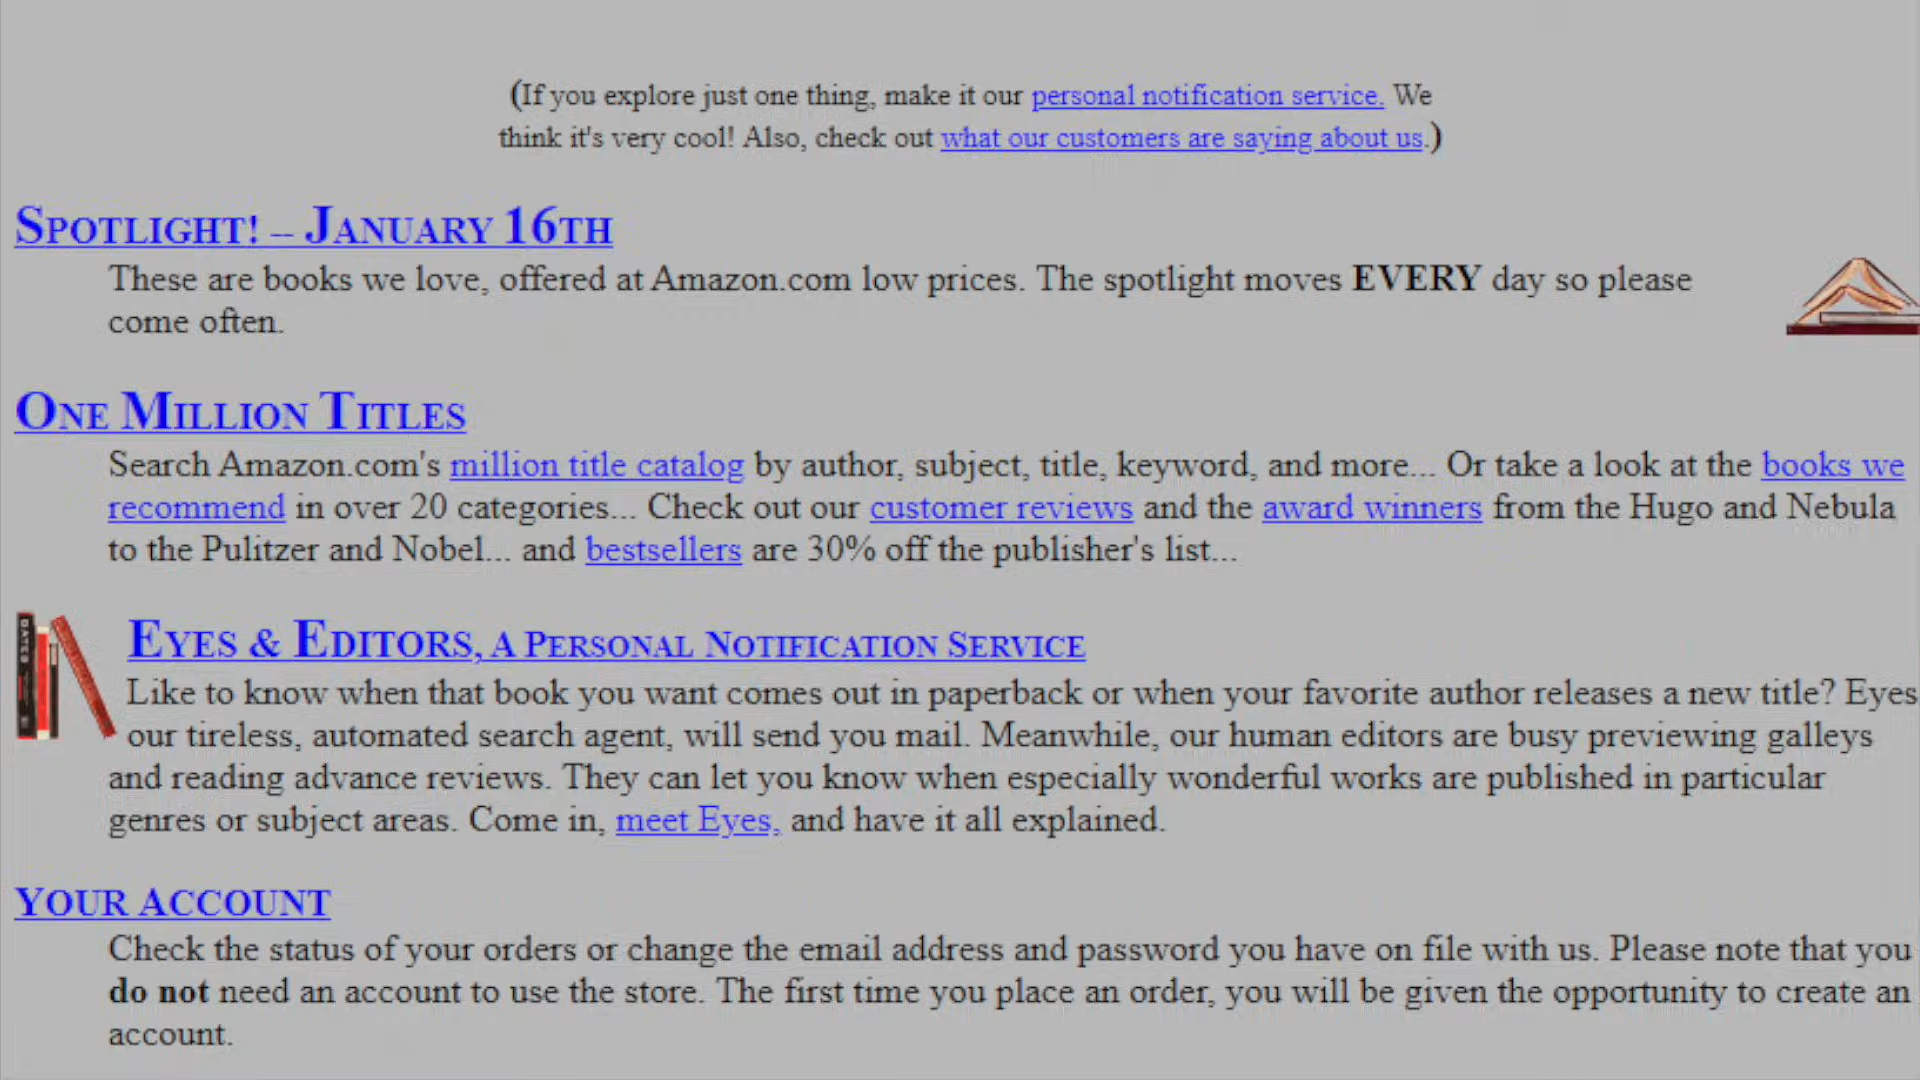 (If you explore just one thing, make it our personal notification service. We
think it's very cool! Also, check out what our customers are saying about us.)
SPOTLIGHT! -- JANUARY 16TH
These are books we love, offered at Amazon.com low prices. The spotlight moves EVERY day so please
come often.
ONE MILLION TITLES
Search Amazon.com's million title catalog by author, subject, title, keyword, and more... Or take a look at the books we
recommend in over 20 categories... Check out our customer reviews and the award winners from the Hugo and Nebula
to the Pulitzer and Nobel... and bestsellers are 30% off the publisher's list...
EYES & EDITORS, A PERSONAL NOTIFICATION SERVICE
Like to know when that book you want comes out in paperback or when your favorite author releases a new title? Eyes
our tireless, automated search agent, will send you mail. Meanwhile, our human editors are busy previewing galleys
and reading advance reviews. They can let you know when especially wonderful works are published in particular
genres or subject areas. Come in, meet Eyes, and have it all explained.
YOUR ACCOUNT
Check the status of your orders or change the email address and password you have on file with us. Please note that you
do not need an account to use the store. The first time you place an order, you will be given the opportunity to create an
account.